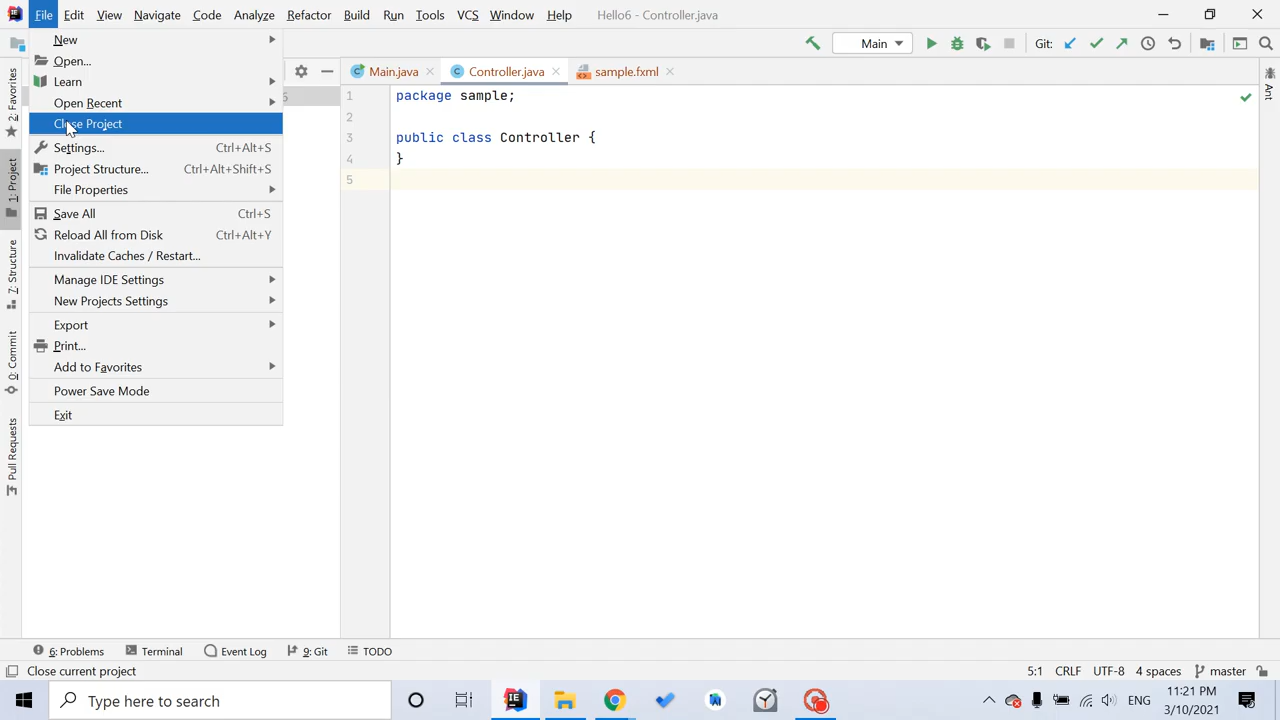 File Edit View Navigate Code Analyze Refactor Build Run Tools VCS Window Help Hello6 - Controller.java
Main Git:
Main.java Controller.java sample.fxml
New
Open...
Learn
Open Recent
Close Project
Settings... Ctrl+Alt+S
Project Structure... Ctrl+Alt+Shift+S
File Properties
Save All Ctrl+S
Reload All from Disk Ctrl+Alt+Y
Invalidate Caches / Restart...
Manage IDE Settings
New Projects Settings
Export
Print...
Add to Favorites
Power Save Mode
Exit
2: Favorites
1: Project
7: Structure
0: Commit
Pull Requests
1 package sample;
2
3 public class Controller {
4 }
5
Ant
6: Problems Terminal Event Log 9: Git TODO
Close current project 5:1 CRLF UTF-8 4 spaces master
Type here to search ENG 11:21 PM
3/10/2021